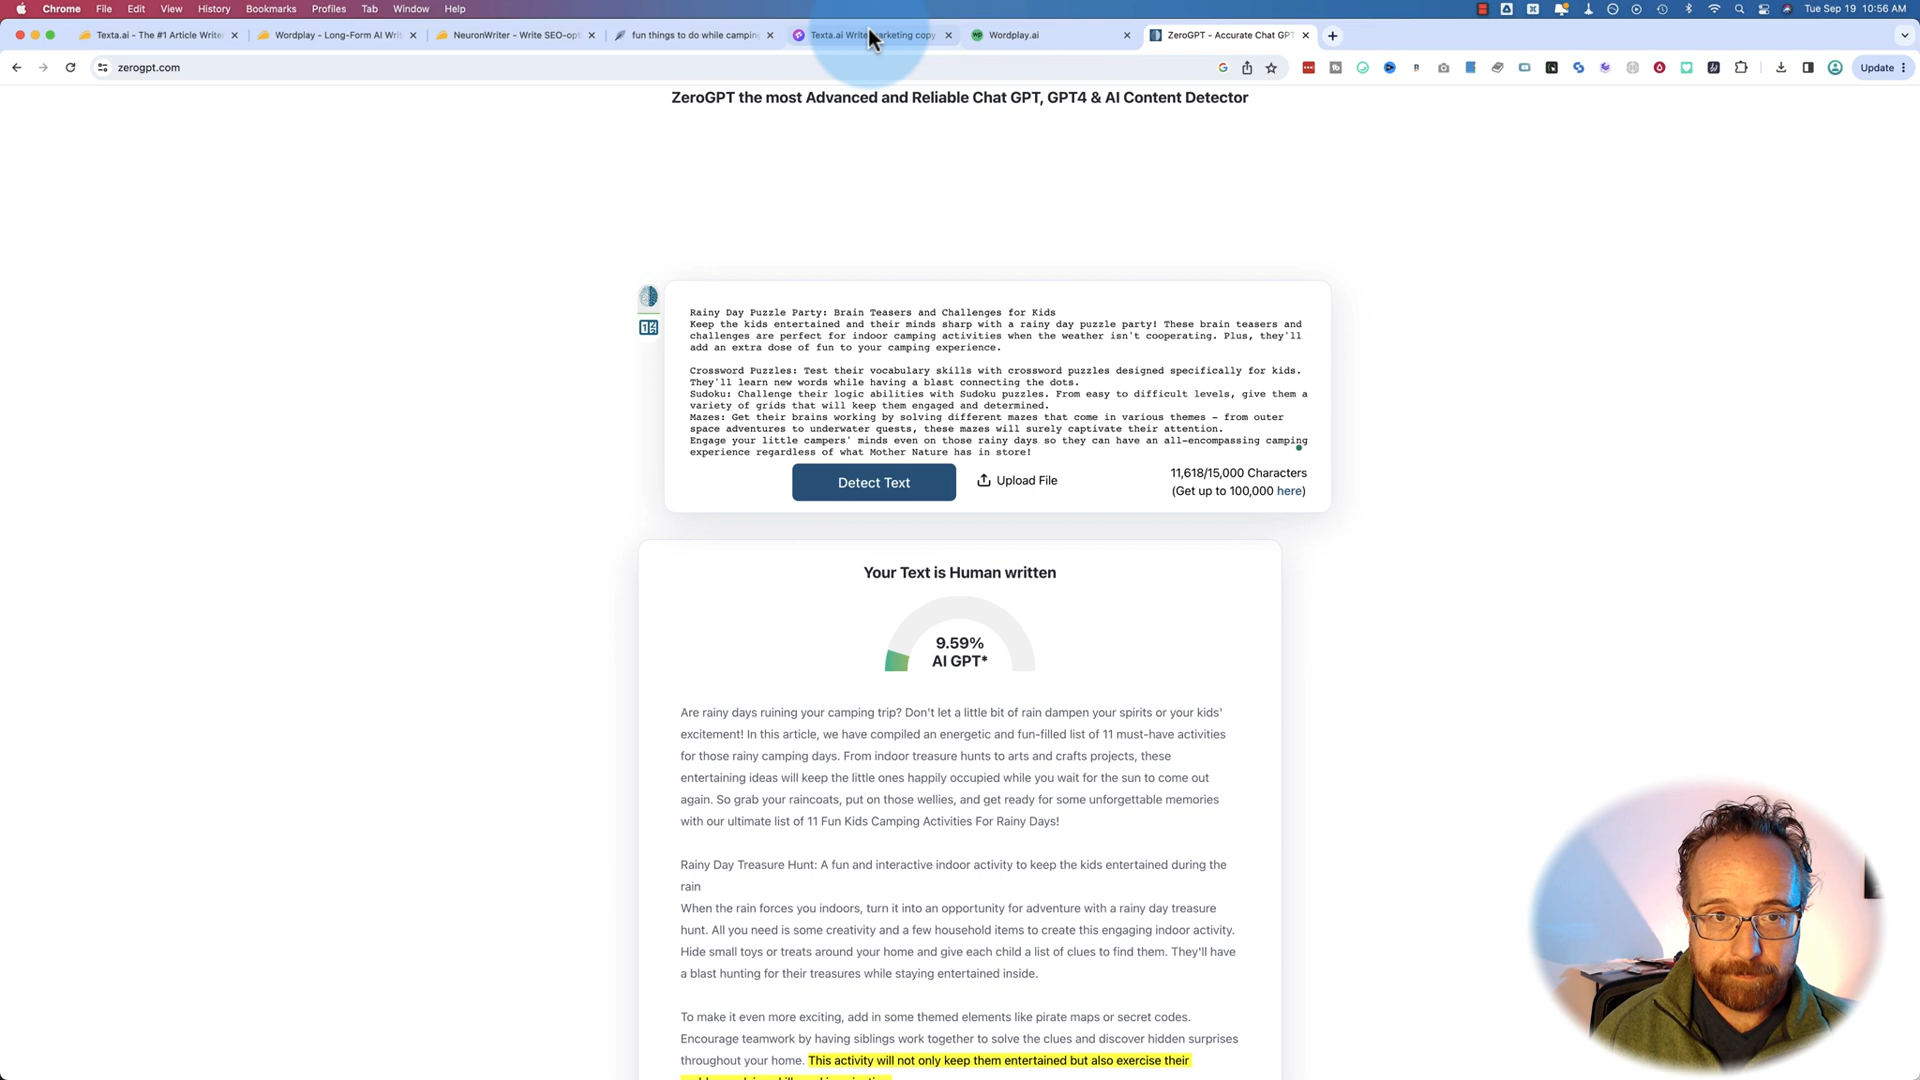 Chrome File Edit View History Bookmarks Profiles Tab Window Help Tue Sep 19 10:56 AM
Texta.ai - The #1 Article Writer
Wordplay - Long-Form AI Wri
NeuronWriter - Write SEO-opt
fun things to do while campin
Texta.ai Write marketing copy
Wordplay.ai
ZeroGPT - Accurate Chat GPT
zerogpt.com
Update
ZeroGPT the most Advanced and Reliable Chat GPT, GPT4 & AI Content Detector
Rainy Day Puzzle Party: Brain Teasers and Challenges for Kids
Keep the kids entertained and their minds sharp with a rainy day puzzle party! These brain teasers and
challenges are perfect for indoor camping activities when the weather isn't cooperating. Plus, they'll
add an extra dose of fun to your camping experience.
Crossword Puzzles: Test their vocabulary skills with crossword puzzles designed specifically for kids.
They'll learn new words while having a blast connecting the dots.
Sudoku: Challenge their logic abilities with Sudoku puzzles. From easy to difficult levels, give them a
variety of grids that will keep them engaged and determined.
Mazes: Get their brains working by solving different mazes that come in various themes - from outer
space adventures to underwater quests, these mazes will surely captivate their attention.
Engage your little campers' minds even on those rainy days so they can have an all-encompassing camping
experience regardless of what Mother Nature has in store!
Detect Text
Upload File
11,618/15,000 Characters
(Get up to 100,000 here)
Your Text is Human written
9.59%
AI GPT*
Are rainy days ruining your camping trip? Don't let a little bit of rain dampen your spirits or your kids'
excitement! In this article, we have compiled an energetic and fun-filled list of 11 must-have activities
for those rainy camping days. From indoor treasure hunts to arts and crafts projects, these
entertaining ideas will keep the little ones happily occupied while you wait for the sun to come out
again. So grab your raincoats, put on those wellies, and get ready for some unforgettable memories
with our ultimate list of 11 Fun Kids Camping Activities For Rainy Days!
Rainy Day Treasure Hunt: A fun and interactive indoor activity to keep the kids entertained during the
rain
When the rain forces you indoors, turn it into an opportunity for adventure with a rainy day treasure
hunt. All you need is some creativity and a few household items to create this engaging indoor activity.
Hide small toys or treats around your home and give each child a list of clues to find them. They'll have
a blast hunting for their treasures while staying entertained inside.
To make it even more exciting, add in some themed elements like pirate maps or secret codes.
Encourage teamwork by having siblings work together to solve the clues and discover hidden surprises
throughout your home. This activity will not only keep them entertained but also exercise their